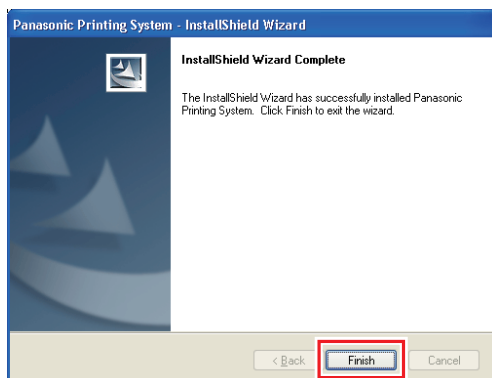 Panasonic Printing System - InstallShield Wizard
InstallShield Wizard Complete
The InstallShield Wizard has successfully installed Panasonic
Printing System. Click Finish to exit the wizard.
< Back
Finish
Cancel